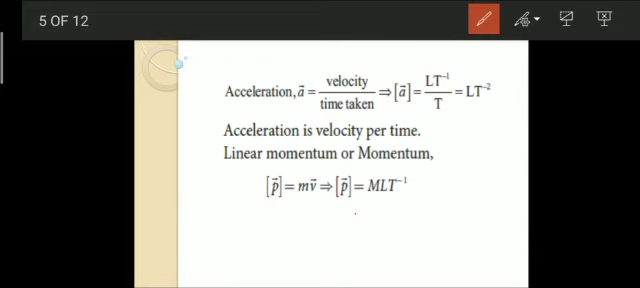 5 OF 12
Acceleration, a⃗ = velocity / time taken ⇒ [a⃗] = LT⁻¹ / T = LT⁻²
Acceleration is velocity per time.
Linear momentum or Momentum,
[p⃗] = mv⃗ ⇒ [p⃗] = MLT⁻¹